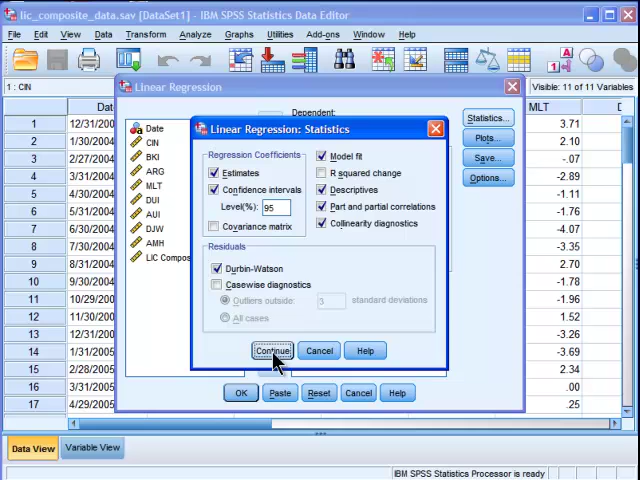 lic_composite_data.sav [DataSet1] - IBM SPSS Statistics Data Editor
File Edit View Data Transform Analyze Graphs Utilities Add-ons Window Help
1 : CIN
Visible: 11 of 11 Variables
Linear Regression
Dependent:
Date
CIN
BKI
ARG
MLT
DUI
AUI
DJW
AMH
LIC Compos
Statistics...
Plots...
Save...
Options...
Linear Regression: Statistics
Regression Coefficients
Estimates
Confidence intervals
Level(%): 95
Covariance matrix
Model fit
R squared change
Descriptives
Part and partial correlations
Collinearity diagnostics
Residuals
Durbin-Watson
Casewise diagnostics
Outliers outside: 3 standard deviations
All cases
Continue Cancel Help
OK Paste Reset Cancel Help
Dat MLT D
1 12/31/200 3.71
2 1/30/2004 2.10
3 2/27/2004 -.07
4 3/31/2004 -2.89
5 4/30/2004 -1.11
6 5/31/2004 -1.76
7 6/30/2004 -4.07
8 7/30/2004 -3.35
9 8/31/2004 2.70
10 9/30/2004 -1.78
11 10/29/200 -1.96
12 11/30/200 1.52
13 12/31/200 -3.26
14 1/31/2005 -3.69
15 2/28/2005 2.34
16 3/31/2005 .00
17 4/29/2005 .25
Data View Variable View
IBM SPSS Statistics Processor is ready